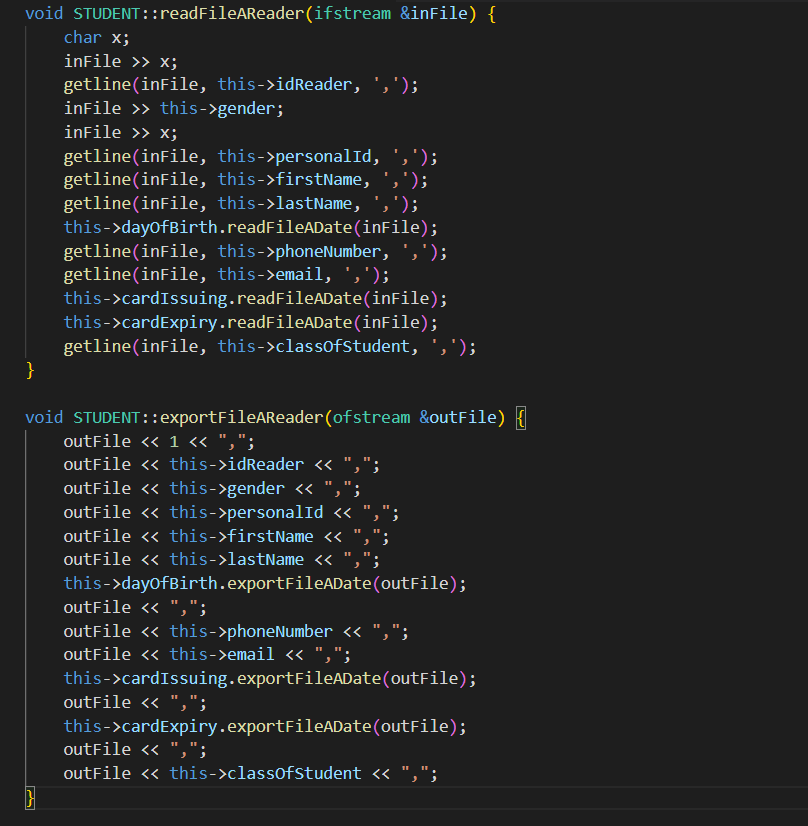 void STUDENT::readFileAReader(ifstream &inFile) {
    char x;
    inFile >> x;
    getline(inFile, this->idReader, ',');
    inFile >> this->gender;
    inFile >> x;
    getline(inFile, this->personalId, ',');
    getline(inFile, this->firstName, ',');
    getline(inFile, this->lastName, ',');
    this->dayOfBirth.readFileADate(inFile);
    getline(inFile, this->phoneNumber, ',');
    getline(inFile, this->email, ',');
    this->cardIssuing.readFileADate(inFile);
    this->cardExpiry.readFileADate(inFile);
    getline(inFile, this->classOfStudent, ',');
}

void STUDENT::exportFileAReader(ofstream &outFile) {
    outFile << 1 << ",";
    outFile << this->idReader << ",";
    outFile << this->gender << ",";
    outFile << this->personalId << ",";
    outFile << this->firstName << ",";
    outFile << this->lastName << ",";
    this->dayOfBirth.exportFileADate(outFile);
    outFile << ",";
    outFile << this->phoneNumber << ",";
    outFile << this->email << ",";
    this->cardIssuing.exportFileADate(outFile);
    outFile << ",";
    this->cardExpiry.exportFileADate(outFile);
    outFile << ",";
    outFile << this->classOfStudent << ",";
}